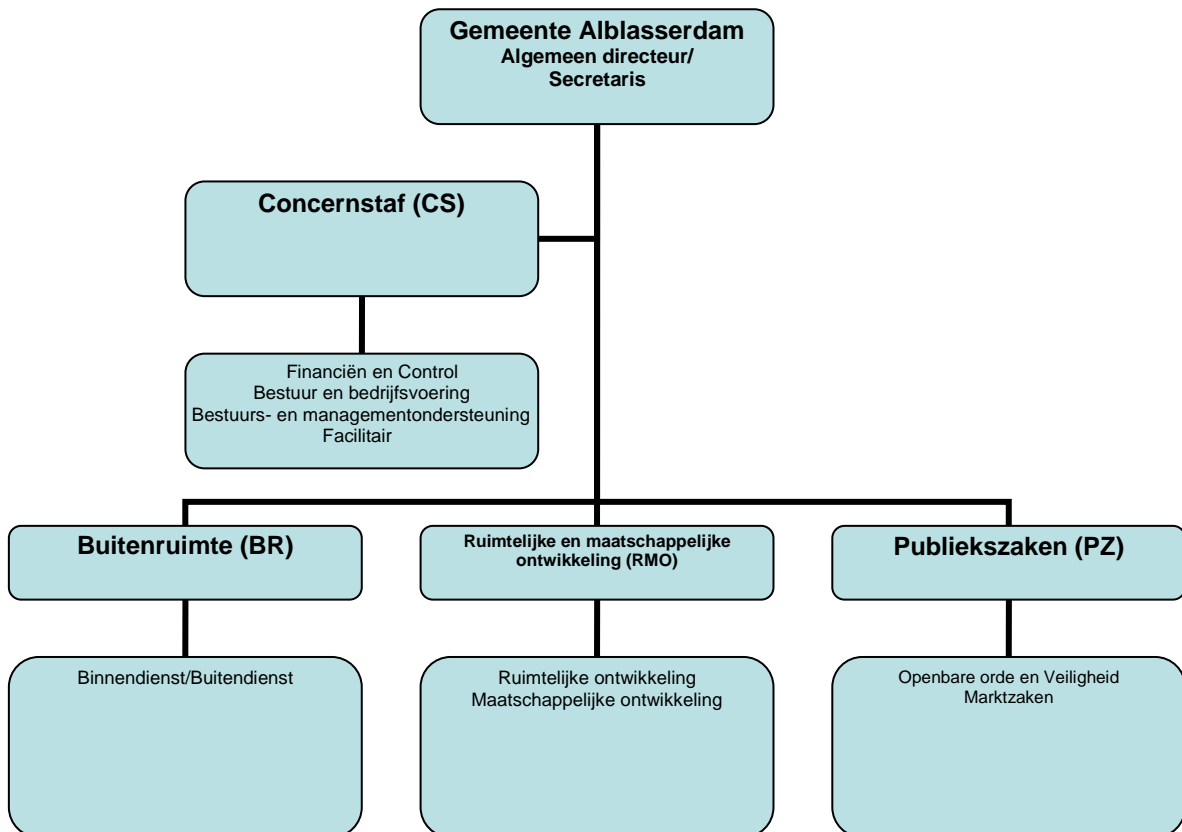 Gemeente Alblasserdam
Algemeen directeur/
Secretaris
Concernstaf (CS)
Financiën en Control
Bestuur en bedrijfsvoering
Bestuurs- en managementondersteuning
Facilitair
Buitenruimte (BR)
Ruimtelijke en maatschappelijke
ontwikkeling (RMO)
Publiekszaken (PZ)
Binnendienst/Buitendienst
Ruimtelijke ontwikkeling
Maatschappelijke ontwikkeling
Openbare orde en Veiligheid
Marktzaken